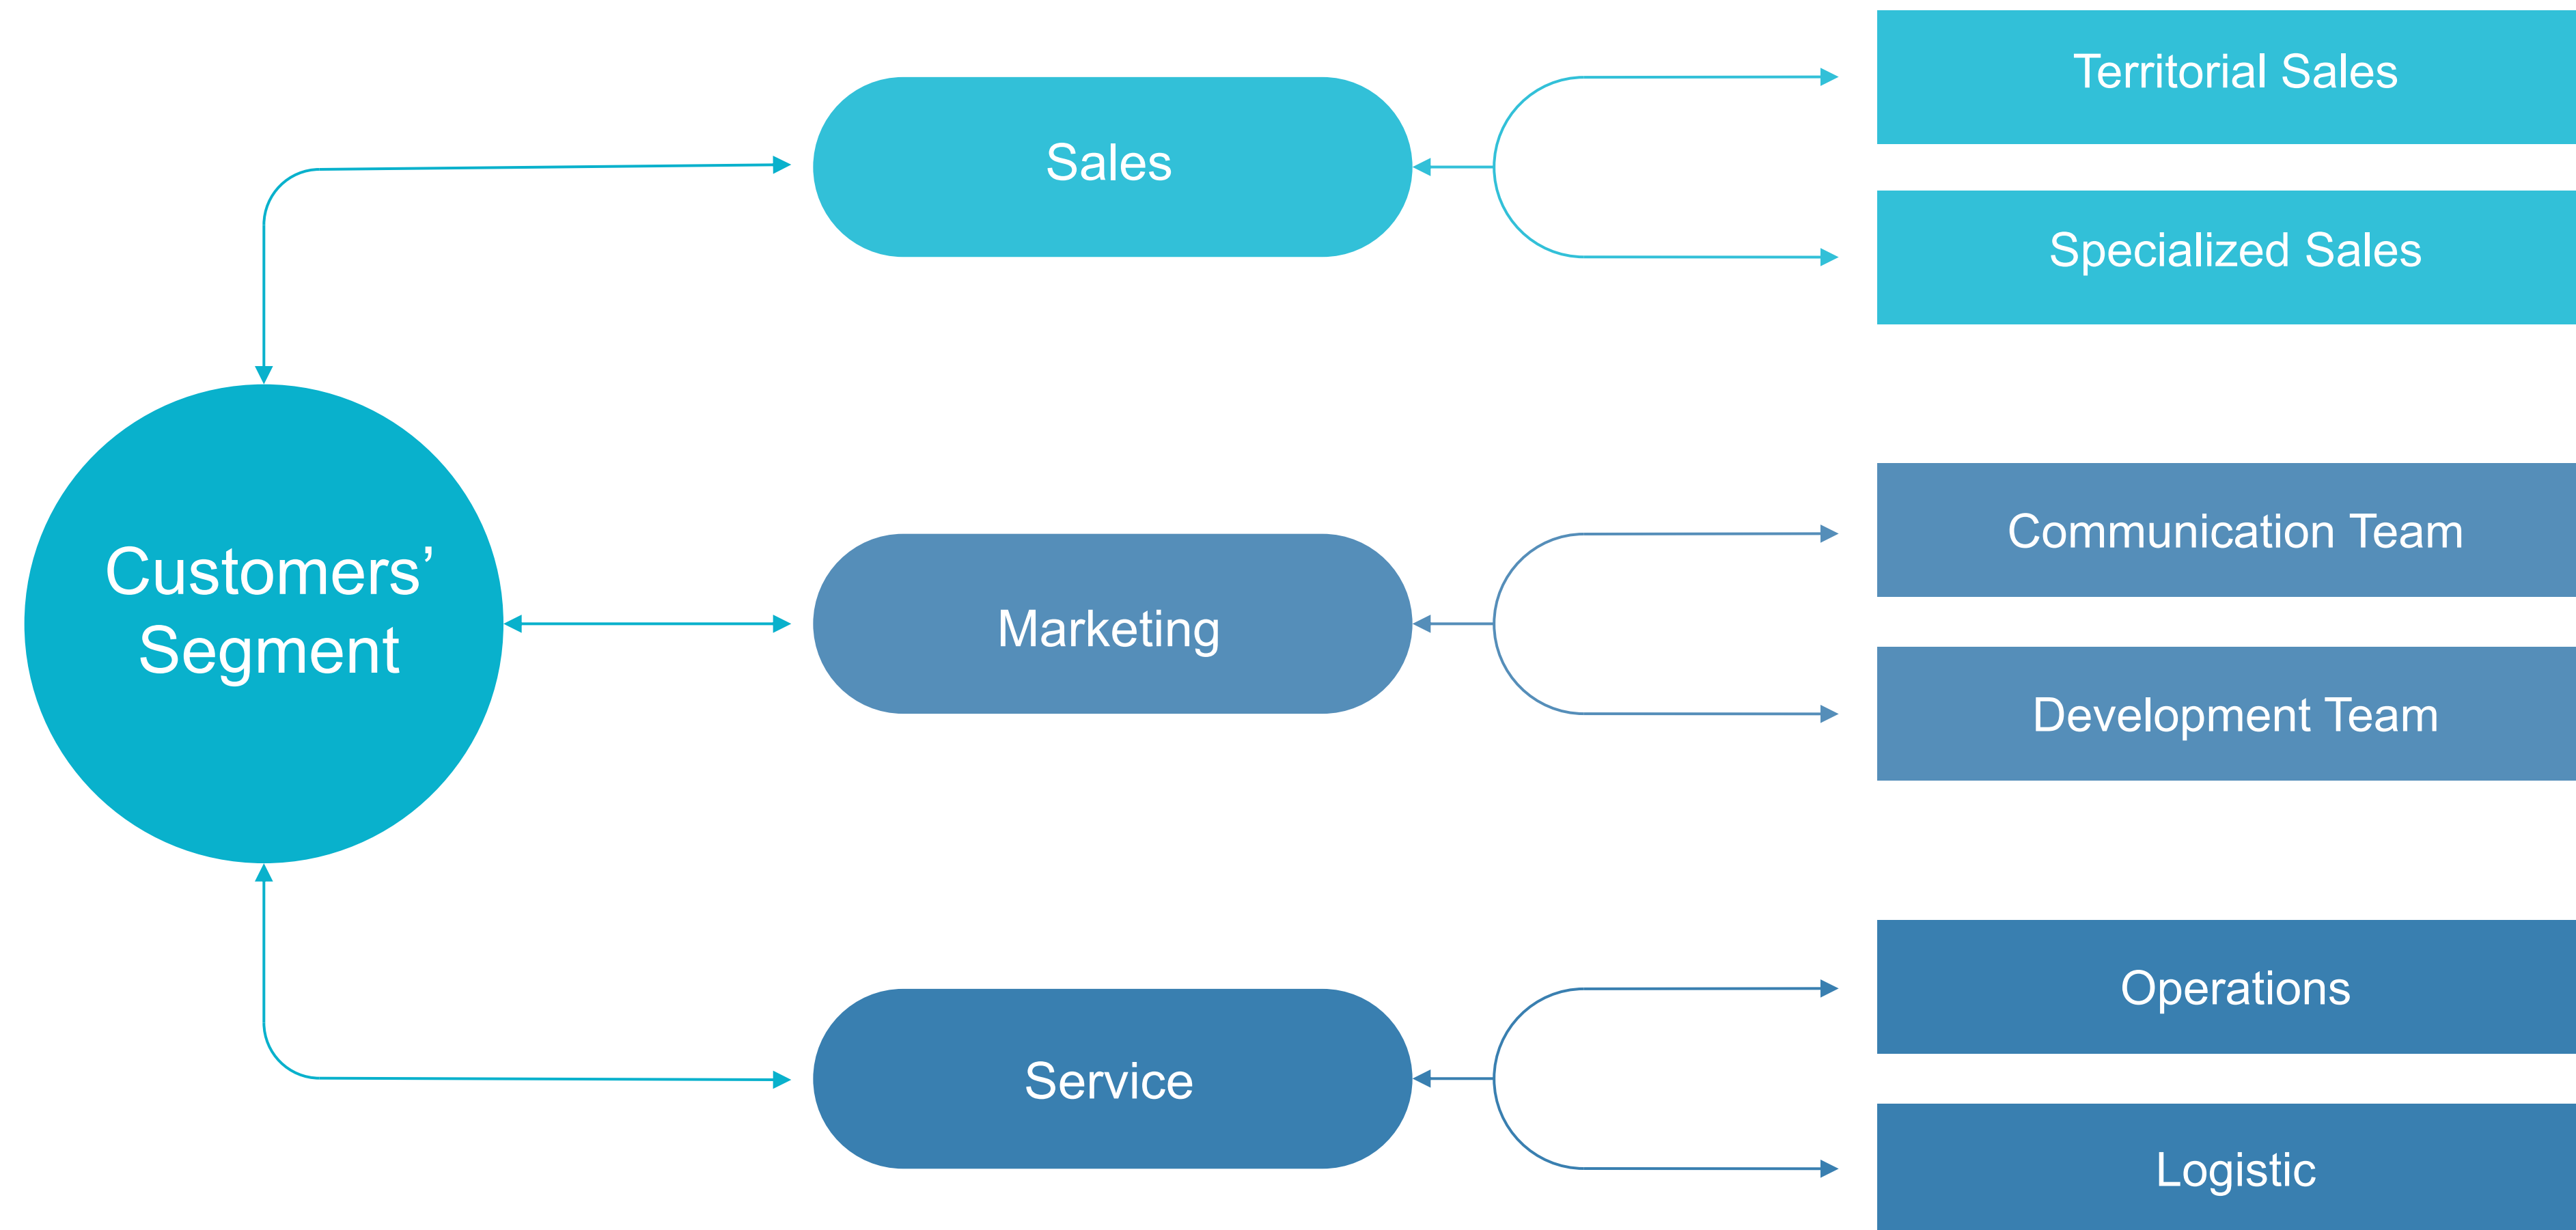 Territorial Sales
Sales
Specialized Sales
Customers’
Segment
Communication Team
Marketing
Development Team
Operations
Service
Logistic